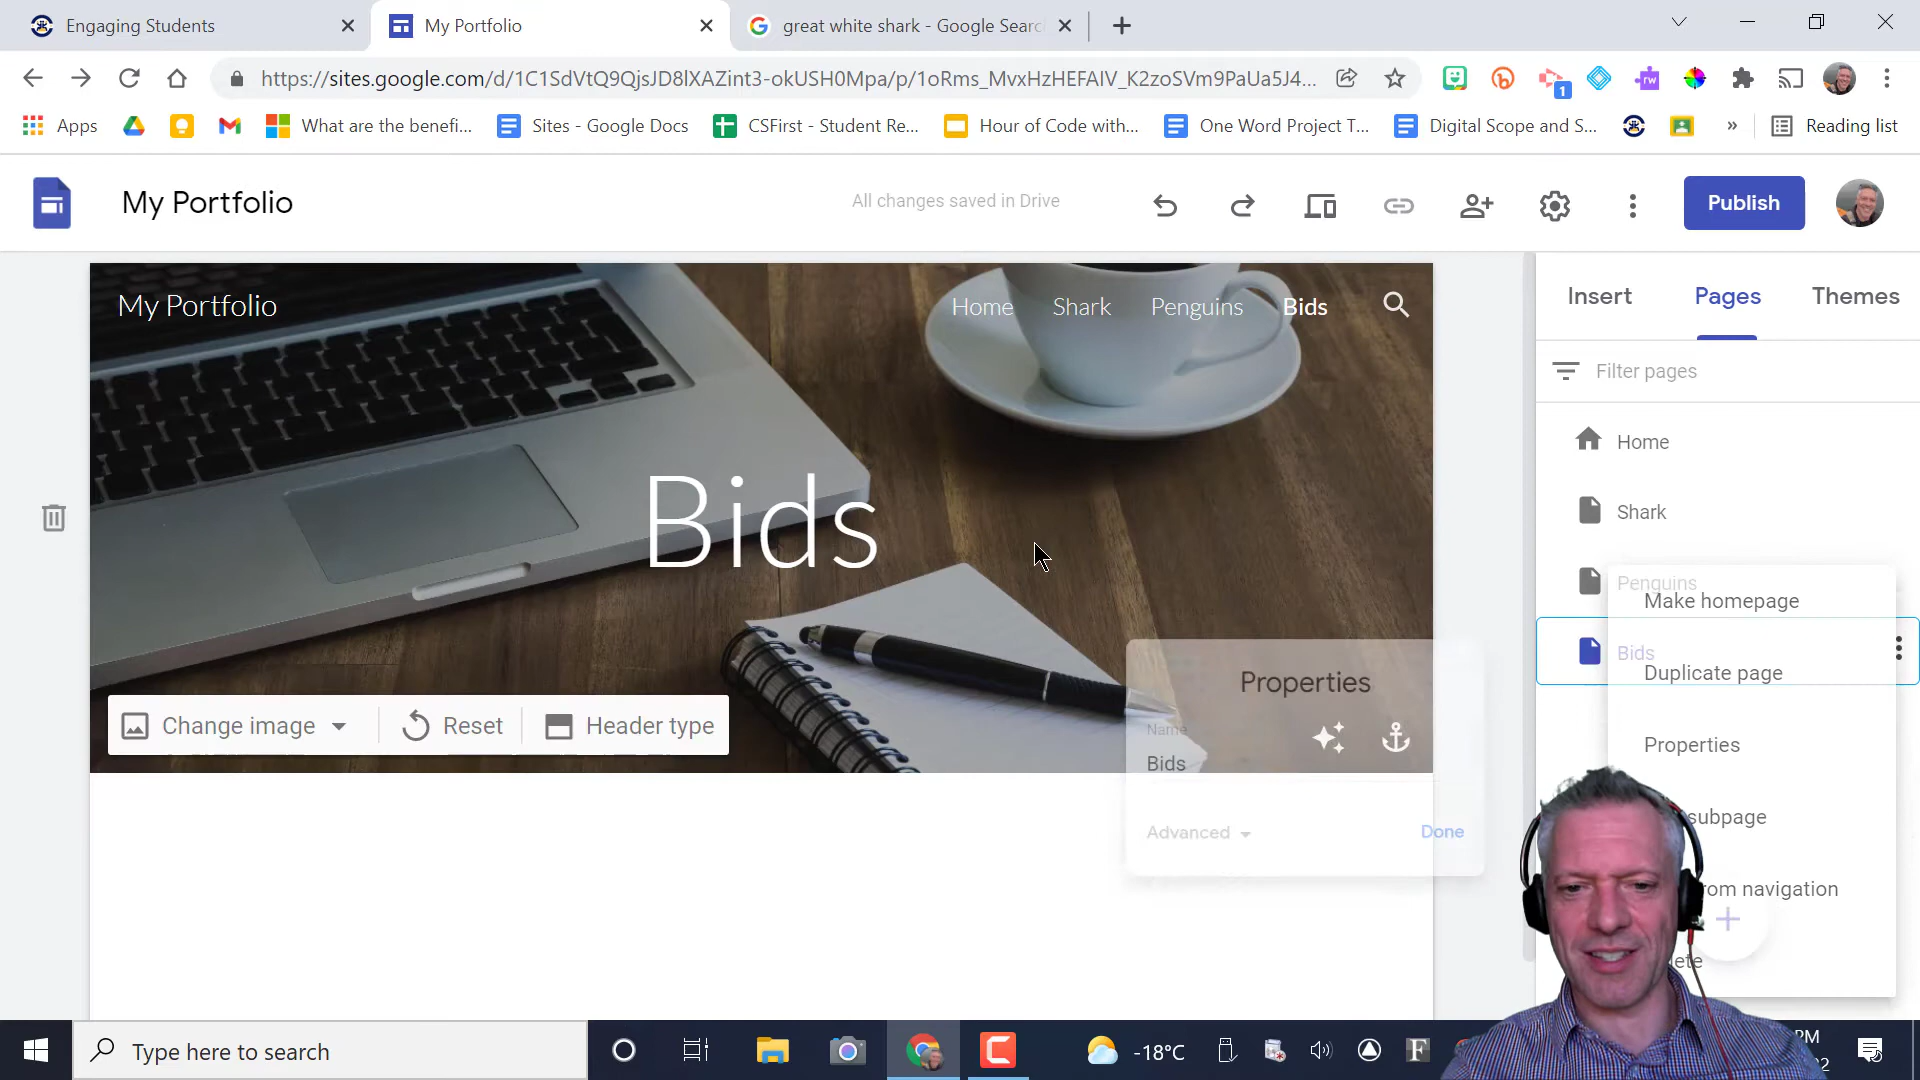 Engaging Students
My Portfolio
great white shark - Google Searc
https://sites.google.com/d/1C1SdVtQ9QjsJD8lXAZint3-okUSH0Mpa/p/1oRms_MvxHzHEFAIV_K2zoSVm9PaUa5J4...
1
Apps
What are the benefi...
Sites - Google Docs
CSFirst - Student Re...
Hour of Code with...
One Word Project T...
Digital Scope and S...
»
Reading list
My Portfolio
All changes saved in Drive
Publish
My Portfolio
Home
Shark
Penguins
Bids
Insert
Pages
Themes
Filter pages
Home
Shark
Penguins
Bids
Make homepage
Duplicate page
Properties
subpage
rom navigation
lete
Bids
Change image
Reset
Header type
Properties
Name
Bids
Advanced
Done
Type here to search
-18°C
PM